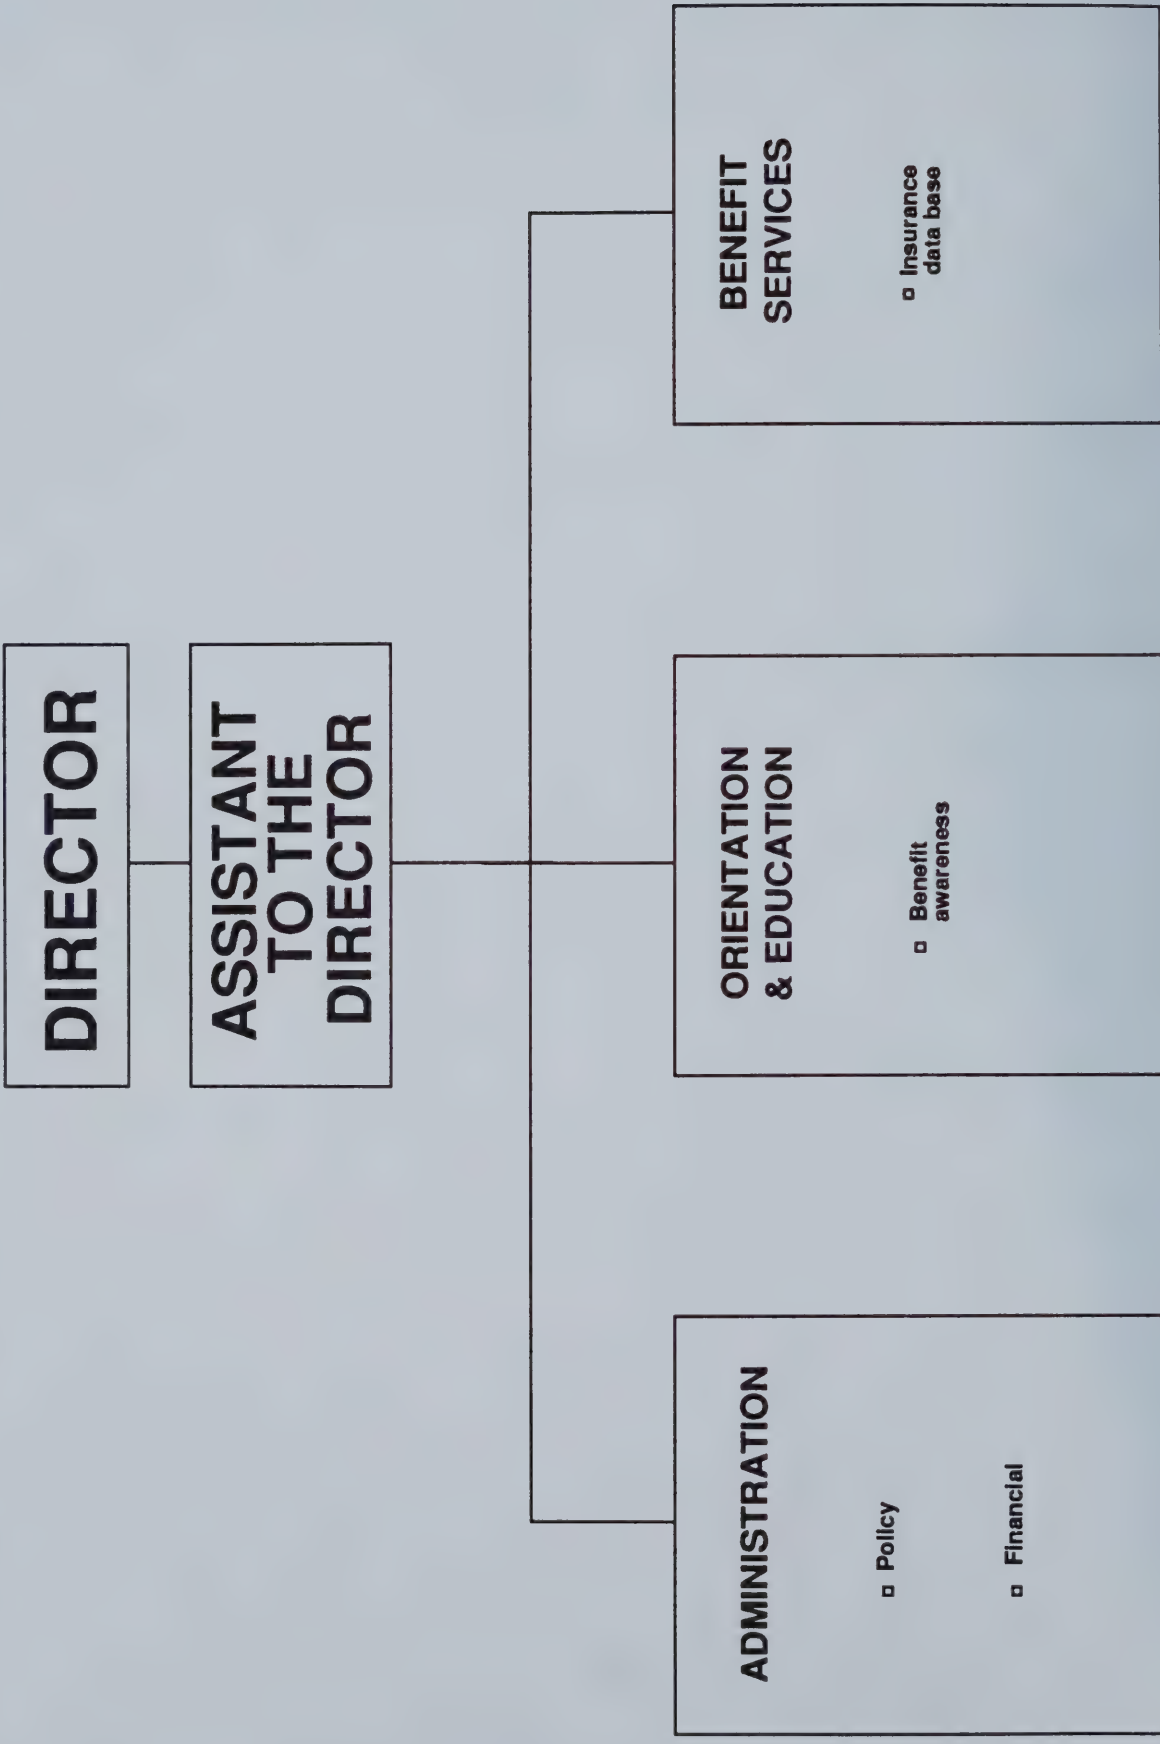 DIRECTOR
ASSISTANT
TO THE
DIRECTOR
ADMINISTRATION
▫ Policy
▫ Financial
ORIENTATION
& EDUCATION
▫ Benefit
awareness
BENEFIT
SERVICES
▫ Insurance
data base